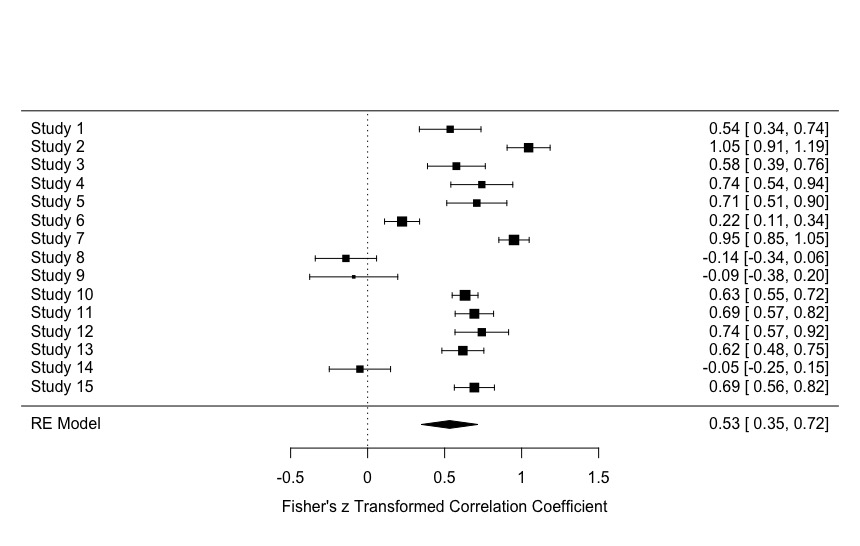 Study 1 0.54 [ 0.34, 0.74]
Study 2 1.05 [ 0.91, 1.19]
Study 3 0.58 [ 0.39, 0.76]
Study 4 0.74 [ 0.54, 0.94]
Study 5 0.71 [ 0.51, 0.90]
Study 6 0.22 [ 0.11, 0.34]
Study 7 0.95 [ 0.85, 1.05]
Study 8 -0.14 [-0.34, 0.06]
Study 9 -0.09 [-0.38, 0.20]
Study 10 0.63 [ 0.55, 0.72]
Study 11 0.69 [ 0.57, 0.82]
Study 12 0.74 [ 0.57, 0.92]
Study 13 0.62 [ 0.48, 0.75]
Study 14 -0.05 [-0.25, 0.15]
Study 15 0.69 [ 0.56, 0.82]
RE Model 0.53 [ 0.35, 0.72]
-0.5 0 0.5 1 1.5
Fisher's z Transformed Correlation Coefficient